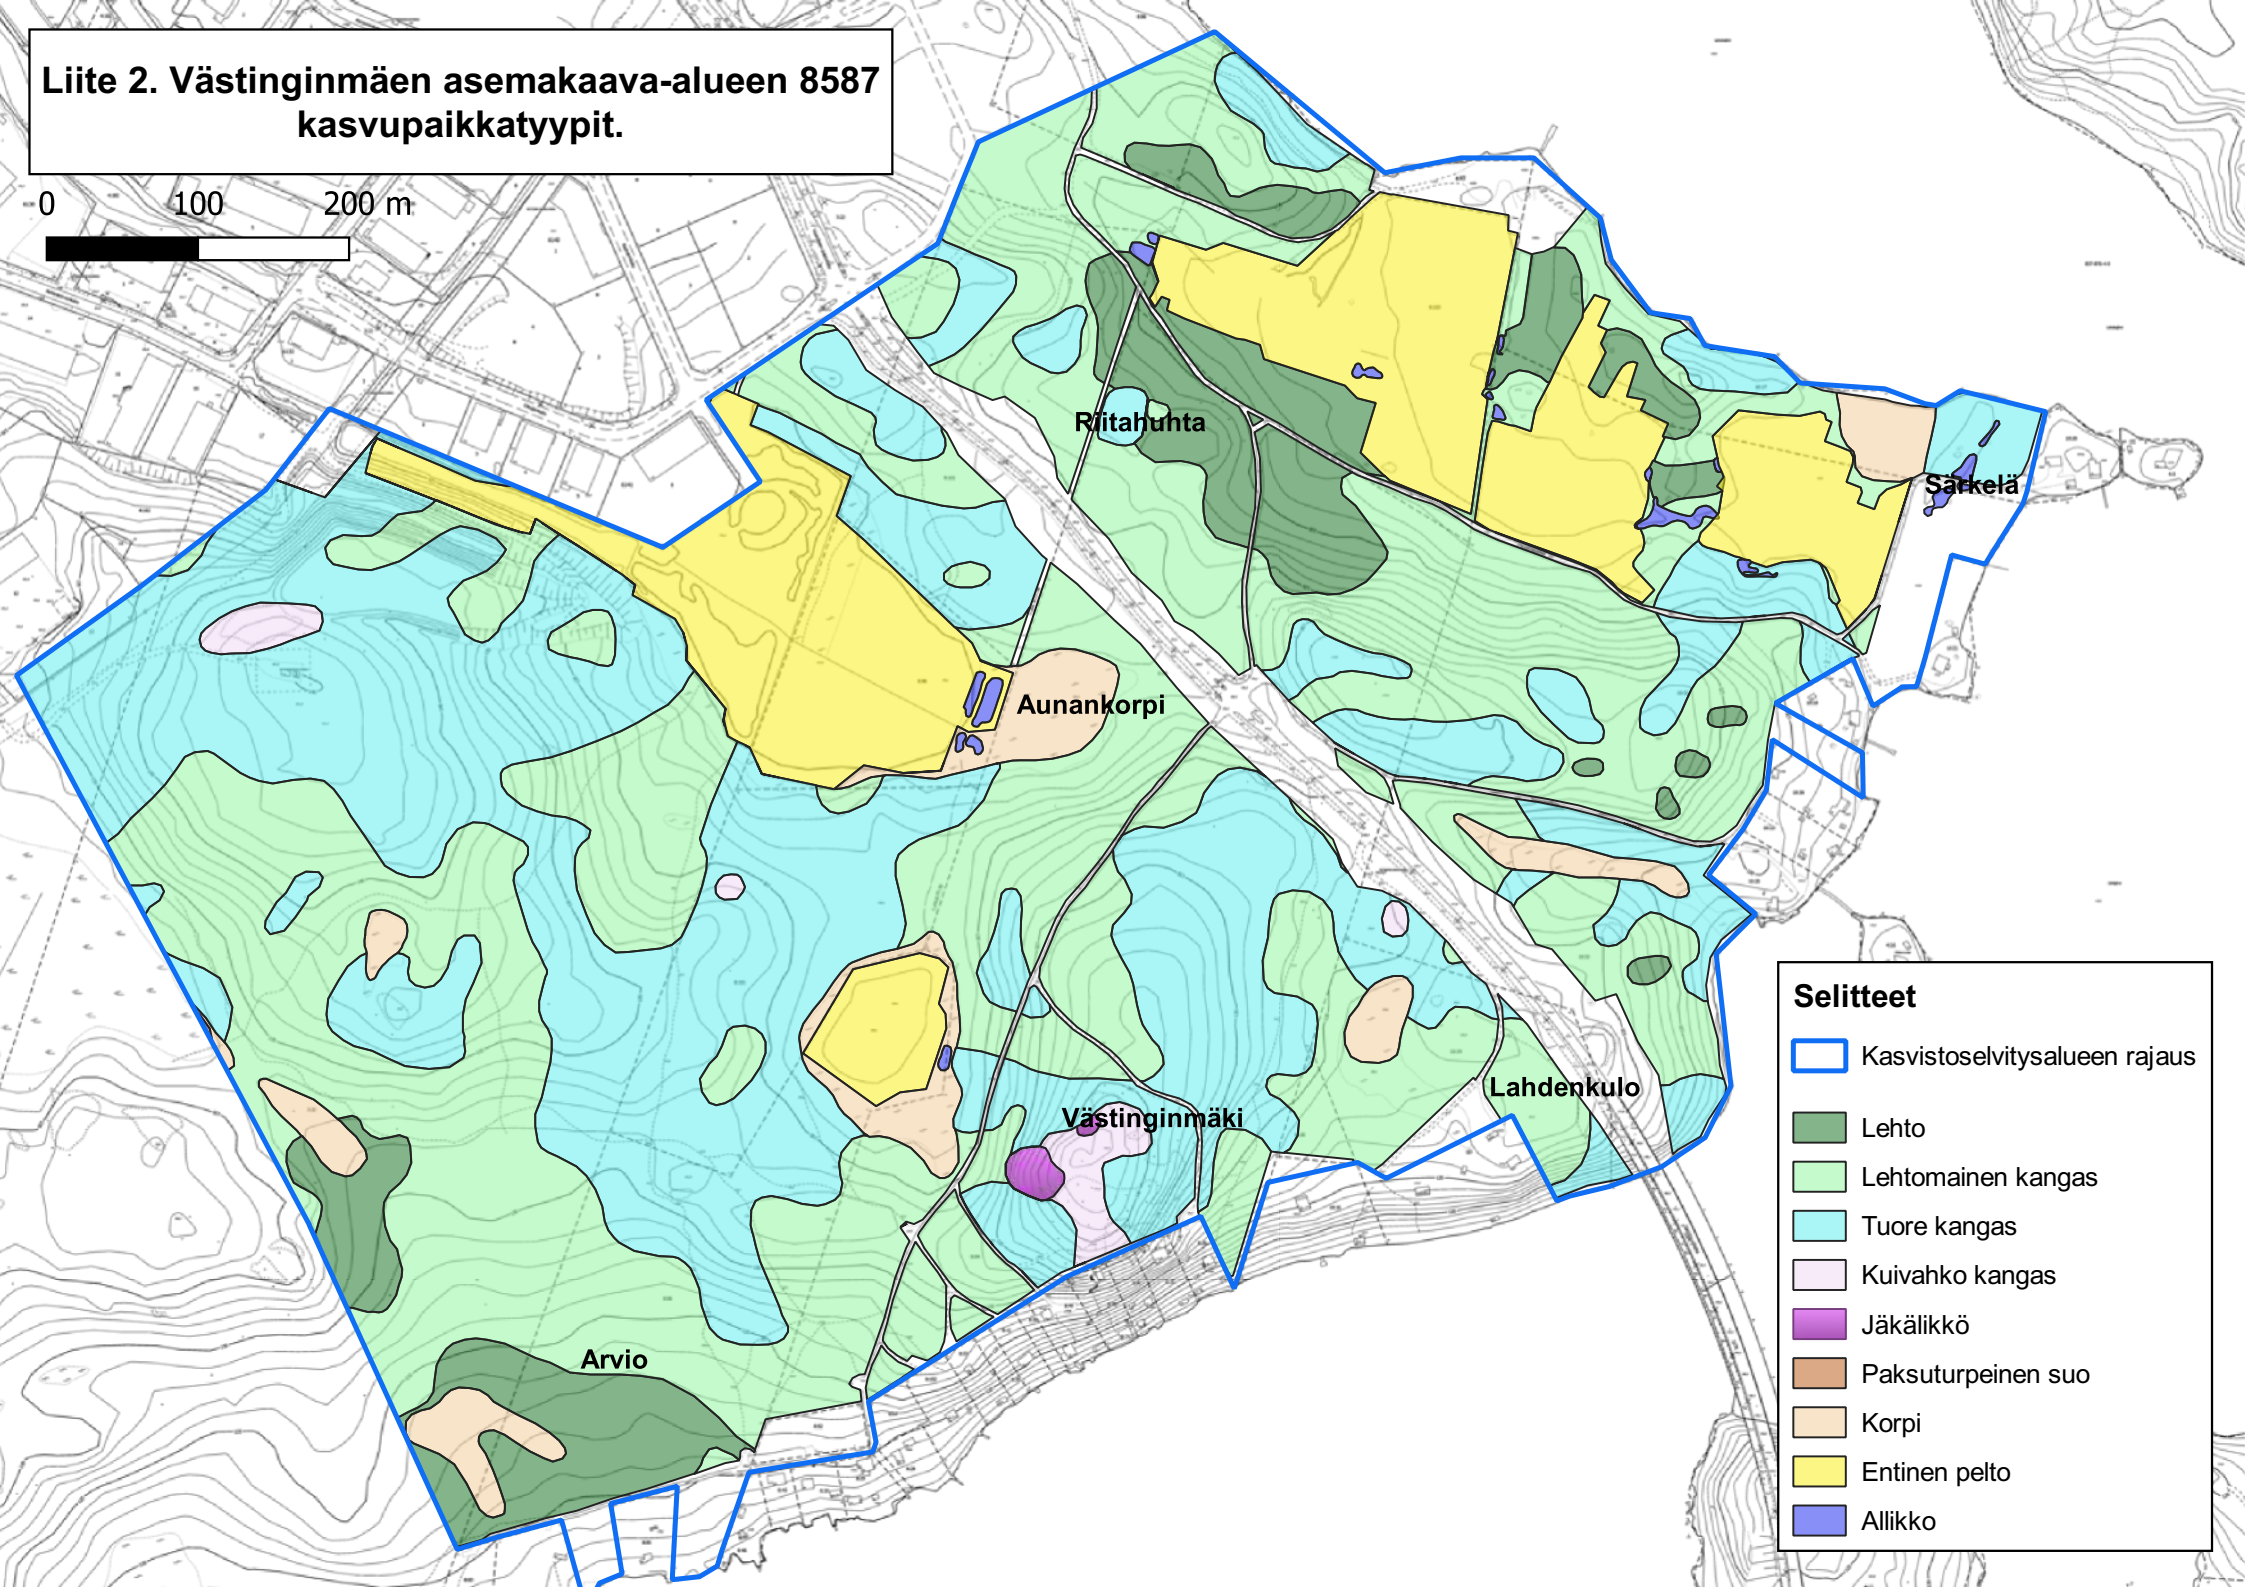 Liite 2. Västinginmäen asemakaava-alueen 8587
kasvupaikkatyypit.
0 100 200 m
Riitahuhta
Särkelä
Aunankorpi
Lahdenkulo
Västinginmäki
Arvio
Selitteet
Kasvistoselvitysalueen rajaus
Lehto
Lehtomainen kangas
Tuore kangas
Kuivahko kangas
Jäkälikkö
Paksuturpeinen suo
Korpi
Entinen pelto
Allikko